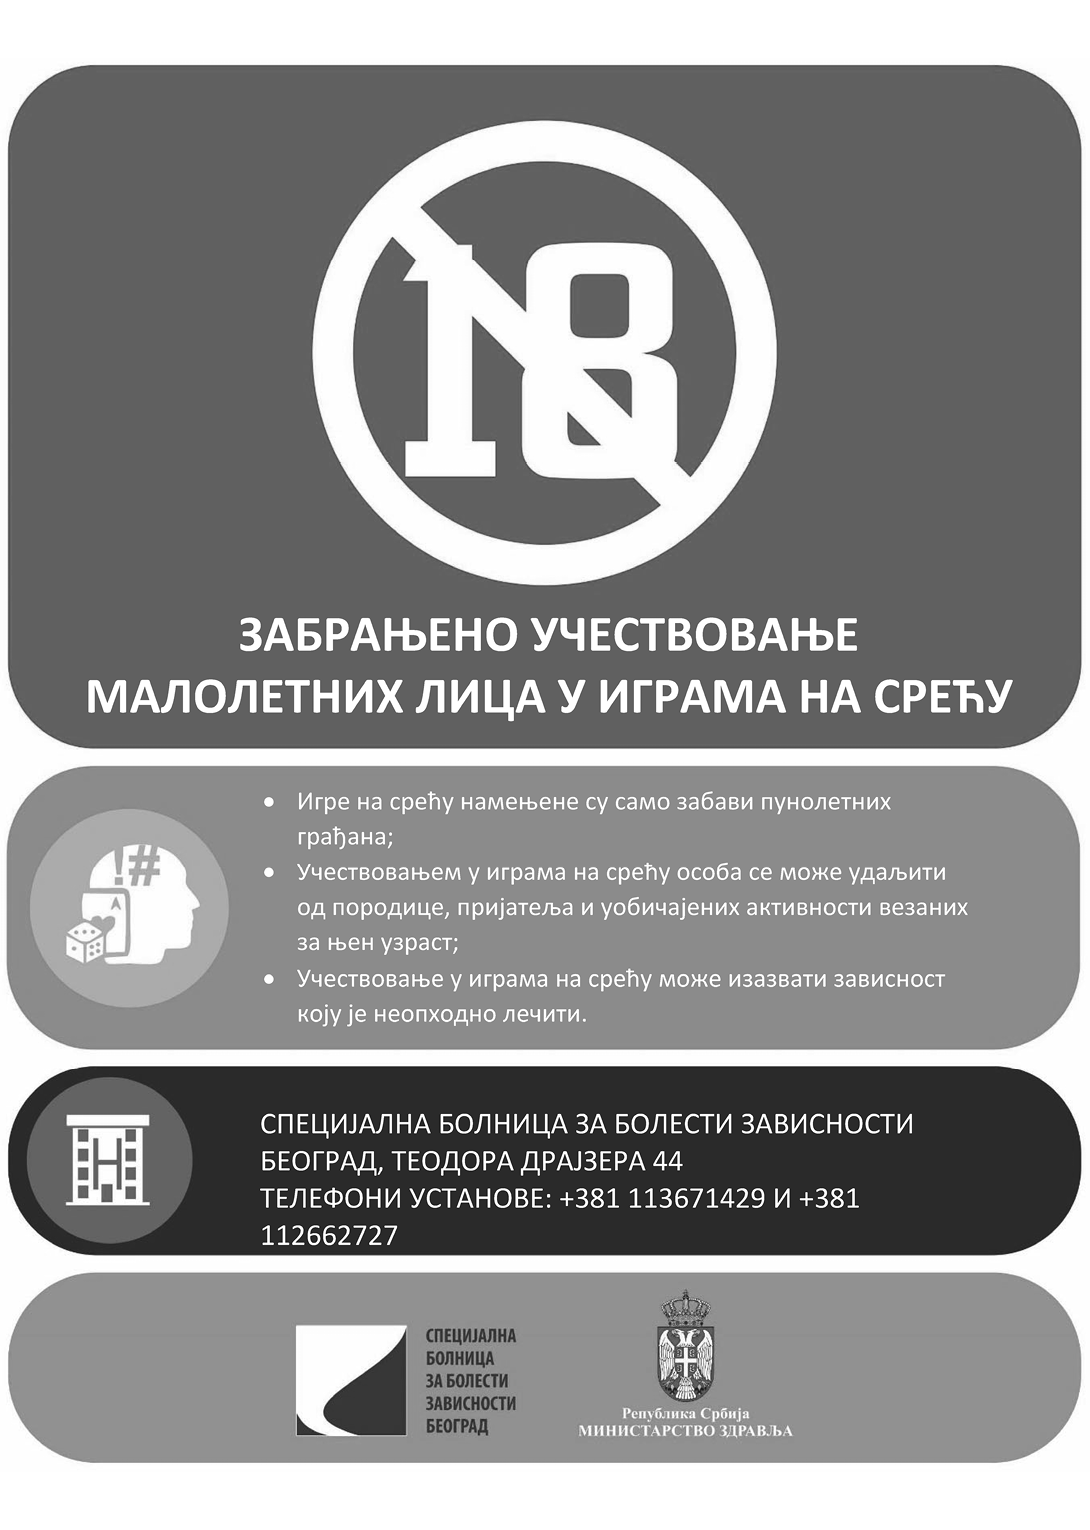 18
ЗАБРАЊЕНО УЧЕСТВОВАЊЕ
МАЛОЛЕТНИХ ЛИЦА У ИГРАМА НА СРЕЋУ
!#
A
• Игре на срећу намењене су само забави пунолетних
грађана;
• Учествовањем у играма на срећу особа се може удаљити
од породице, пријатеља и уобичајених активности везаних
за њен узраст;
• Учествовање у играма на срећу може изазвати зависност
коју је неопходно лечити.
H
СПЕЦИЈАЛНА БОЛНИЦА ЗА БОЛЕСТИ ЗАВИСНОСТИ
БЕОГРАД, ТЕОДОРА ДРАЈЗЕРА 44
ТЕЛЕФОНИ УСТАНОВЕ: +381 113671429 И +381
112662727
СПЕЦИЈАЛНА
БОЛНИЦА
ЗА БОЛЕСТИ
ЗАВИСНОСТИ
БЕОГРАД
Република Србија
МИНИСТАРСТВО ЗДРАВЉА